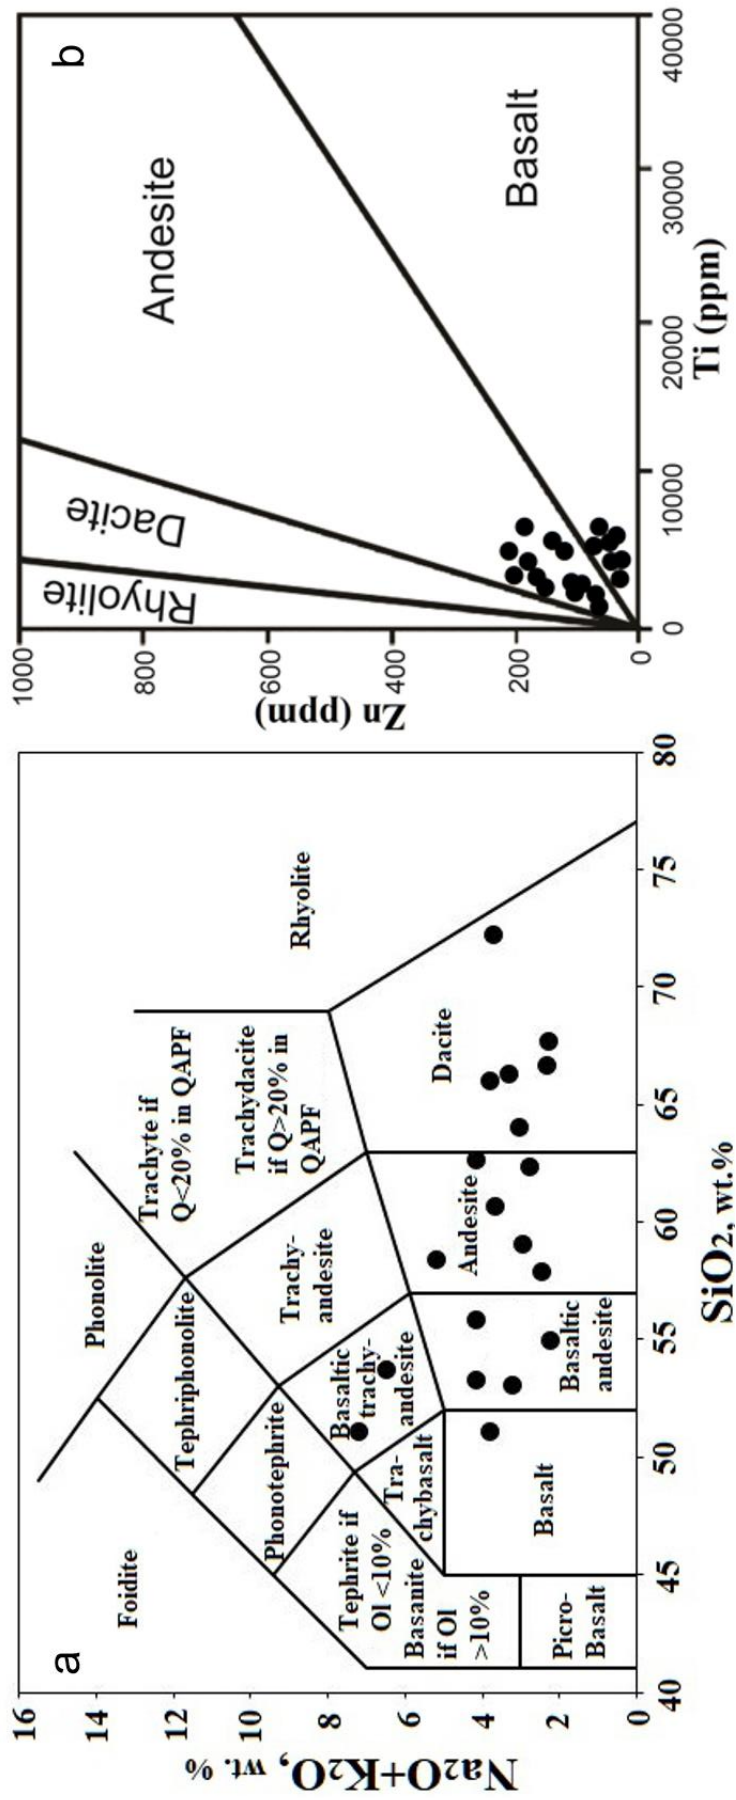 a
16
14
12
10
8
6
4
2
0
Na2O+K2O, wt. %
40
45
50
55
60
65
70
75
80
SiO2, wt.%
Foidite
Phonolite
Tephriphonolite
Phonotephrite
Tephrite if
Ol <10%
Basanite
if Ol
>10%
Picro-
Basalt
Basalt
Tra-
chybasalt
Basaltic
trachy-
andesite
Trachy-
andesite
Basaltic
andesite
Andesite
Dacite
Trachyte if
Q<20% in QAPF
Trachydacite
if Q>20% in
QAPF
Rhyolite
b
1000
800
600
400
200
0
Zn (ppm)
0
10000
20000
30000
40000
Ti (ppm)
Rhyolite
Dacite
Andesite
Basalt